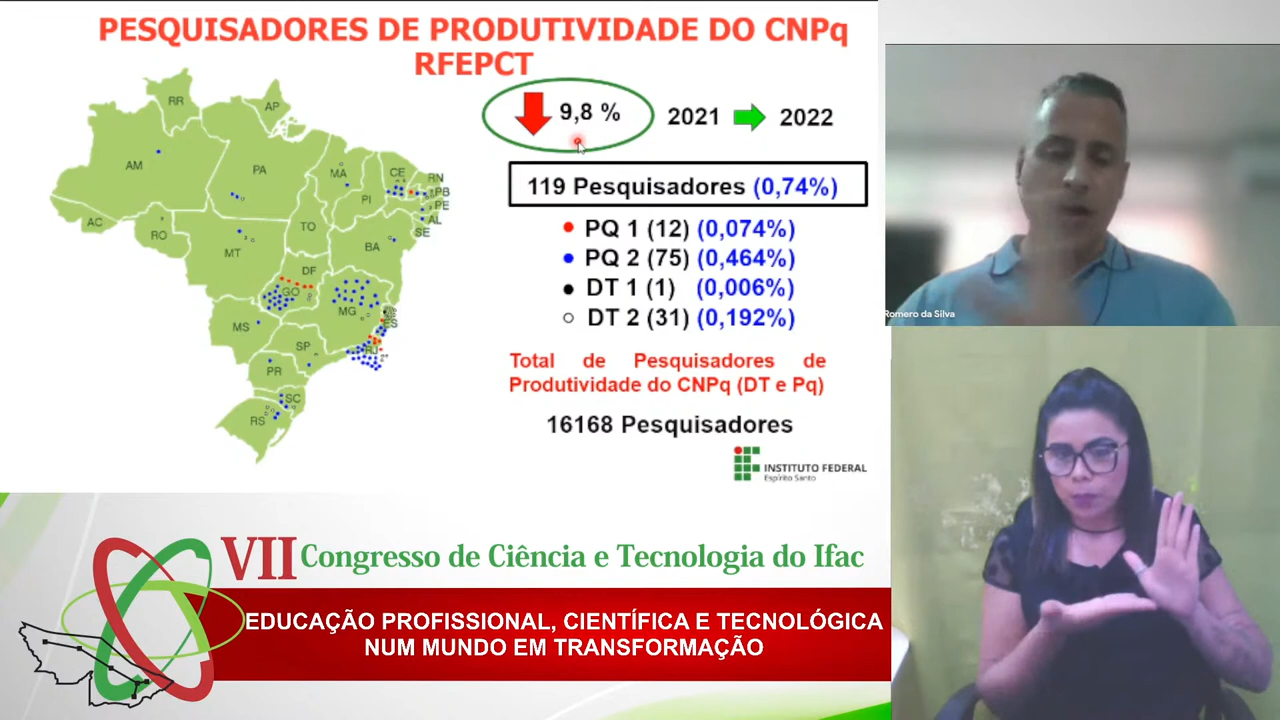 PESQUISADORES DE PRODUTIVIDADE DO CNPq
RFEPCT
9,8 % 2021 2022
119 Pesquisadores (0,74%)
PQ 1 (12) (0,074%)
PQ 2 (75) (0,464%)
DT 1 (1) (0,006%)
DT 2 (31) (0,192%)
Total de Pesquisadores de
Produtividade do CNPq (DT e Pq)
16168 Pesquisadores
INSTITUTO FEDERAL
Espírito Santo
RR
AP
AM
PA
MA
CE
RN
PB
PE
AL
SE
PI
AC
RO
TO
MT
BA
DF
GO
MG
ES
MS
SP
RJ
PR
SC
RS
Romero da Silva
VII Congresso de Ciência e Tecnologia do Ifac
EDUCAÇÃO PROFISSIONAL, CIENTÍFICA E TECNOLÓGICA
NUM MUNDO EM TRANSFORMAÇÃO